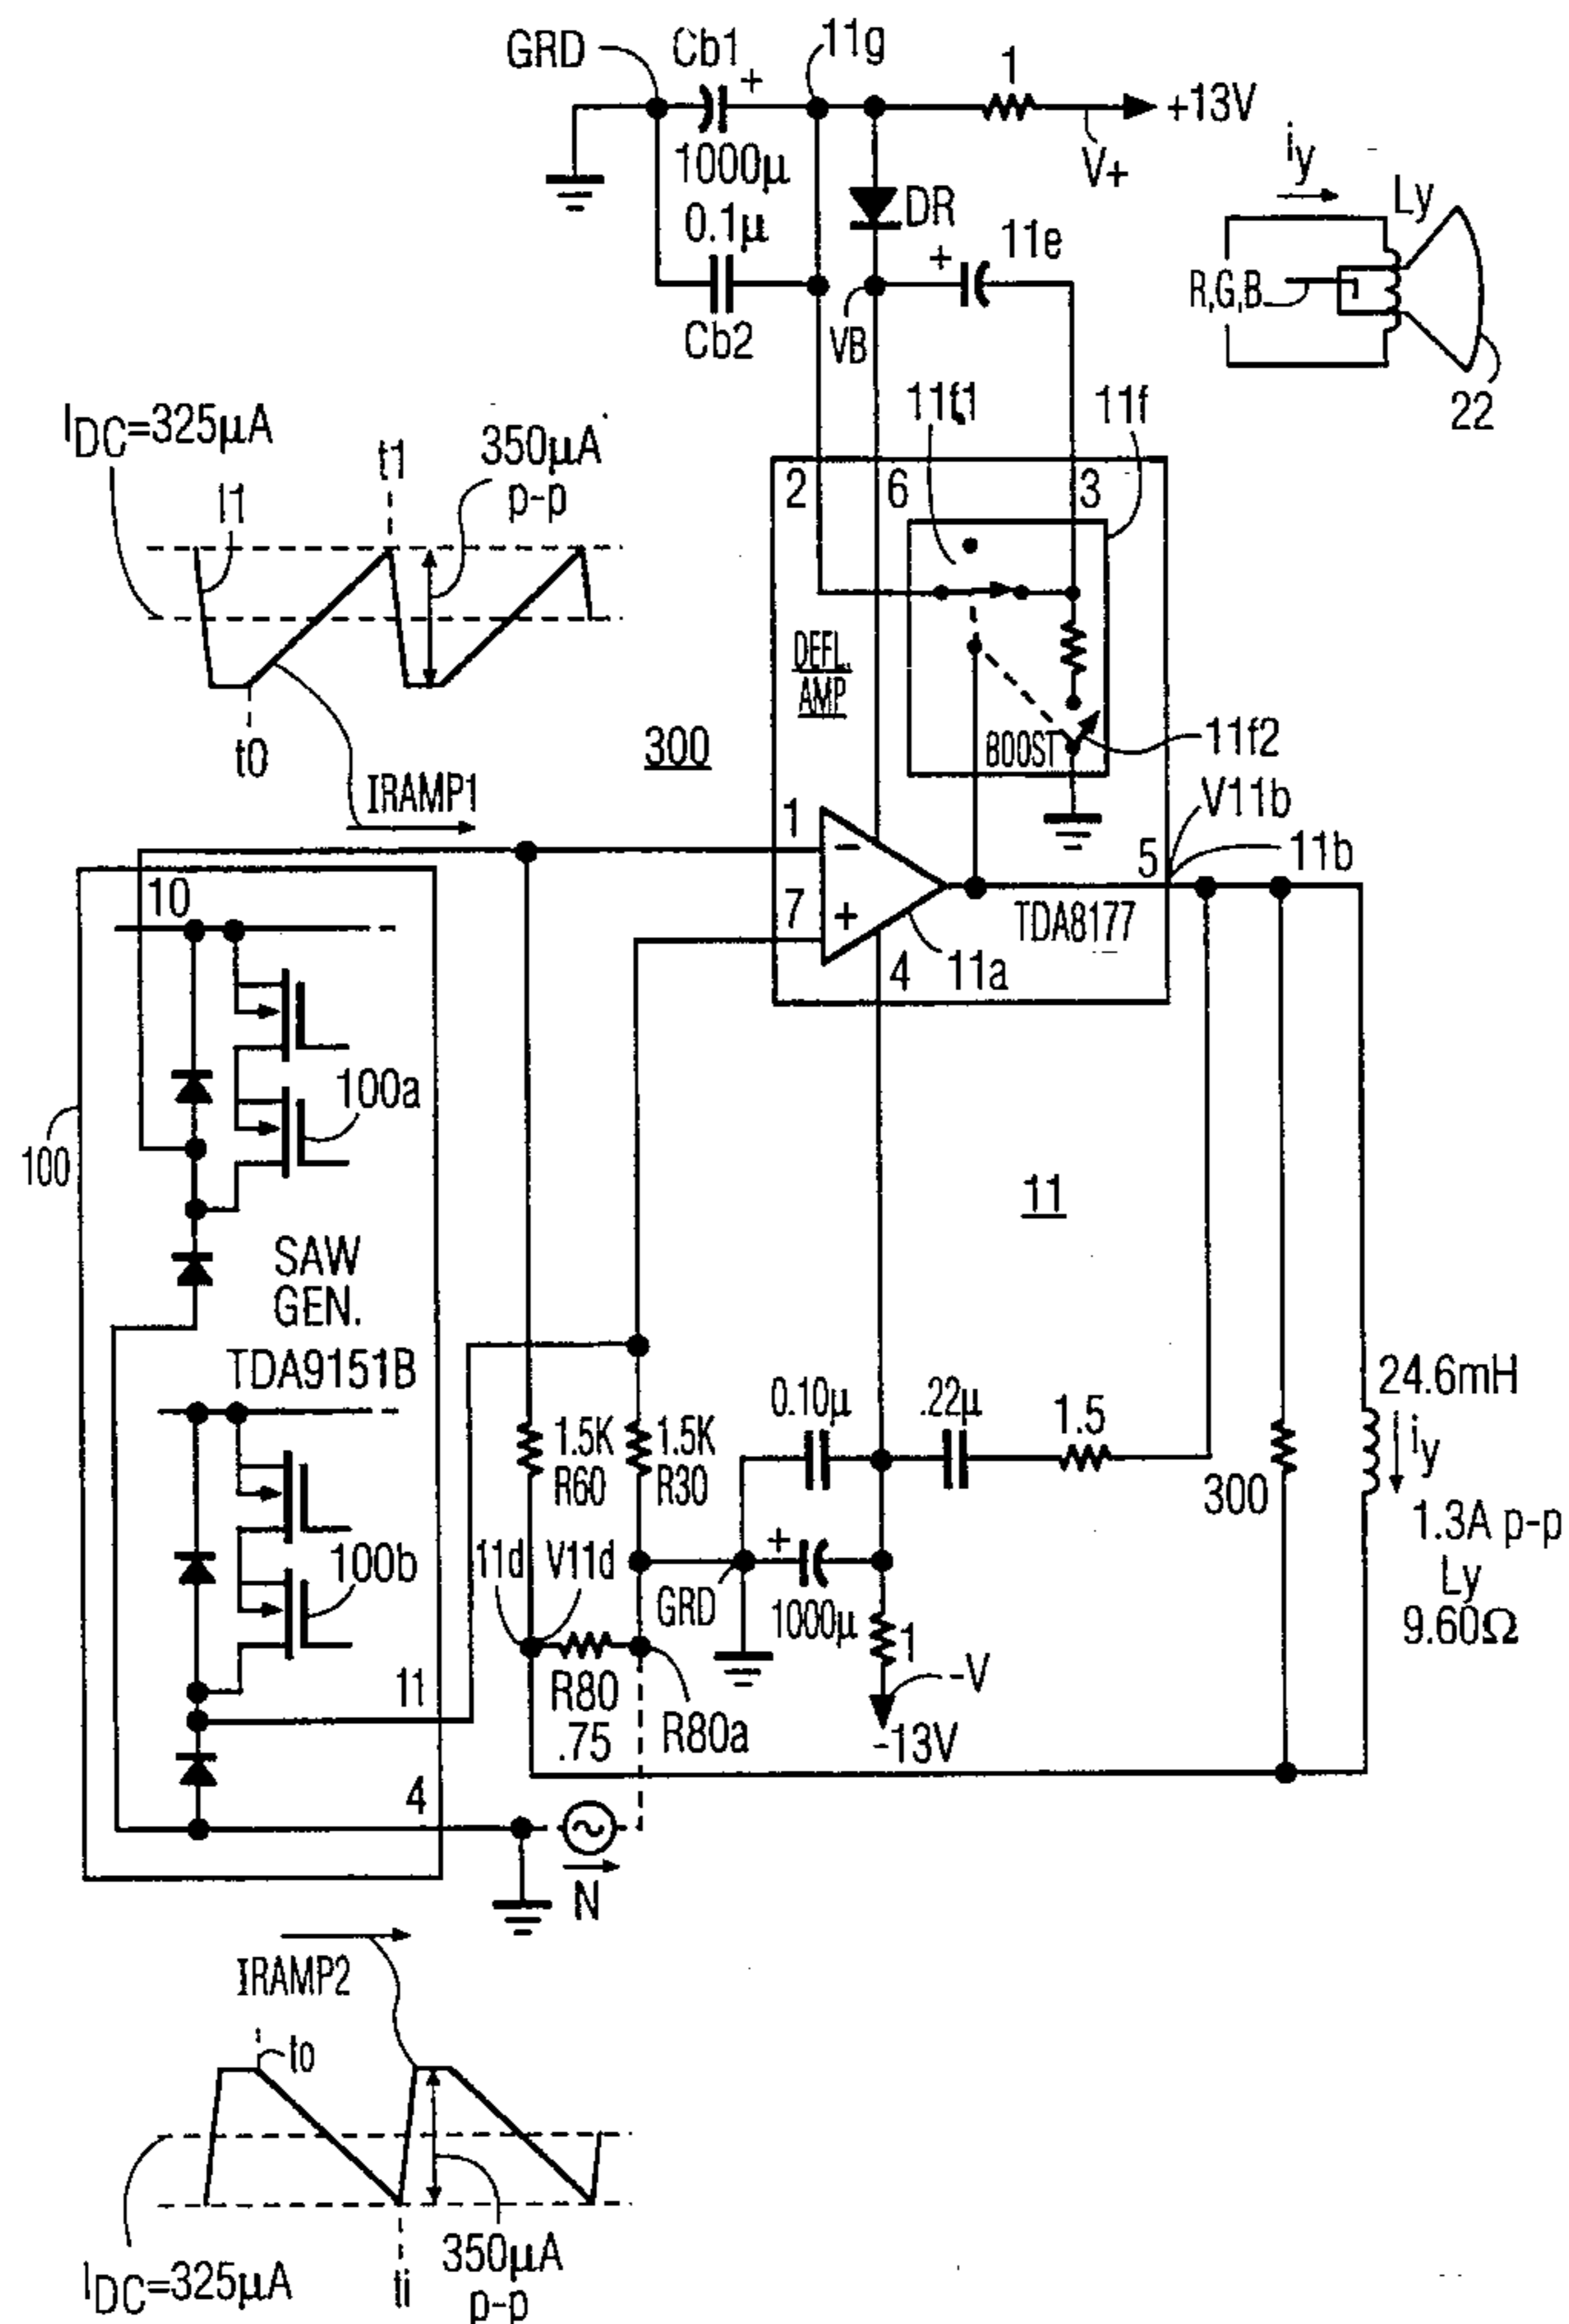 GRD
Cb1
+
11g
1
+13V
V+
1000µ
0.1µ
Cb2
DR
+
11e
VB
iy
Ly
R,G,B
22
11f1
11f
IDC=325µA
I1
t1
350µA
p-p
t0
IRAMP1
300
2
6
3
DEFL.
AMP
BOOST
11f2
V11b
11b
1
-
5
7
+
TDA8177
4
11a
10
100a
100
11
SAW
GEN.
TDA9151B
100b
11
4
1.5K
R60
1.5K
R30
0.10µ
.22µ
1.5
300
24.6mH
iy
1.3A p-p
Ly
9.60Ω
11d
V11d
GRD
+
1000µ
1
-V
-13V
R80
.75
R80a
N
IRAMP2
to
IDC=325µA
ti
350µA
p-p